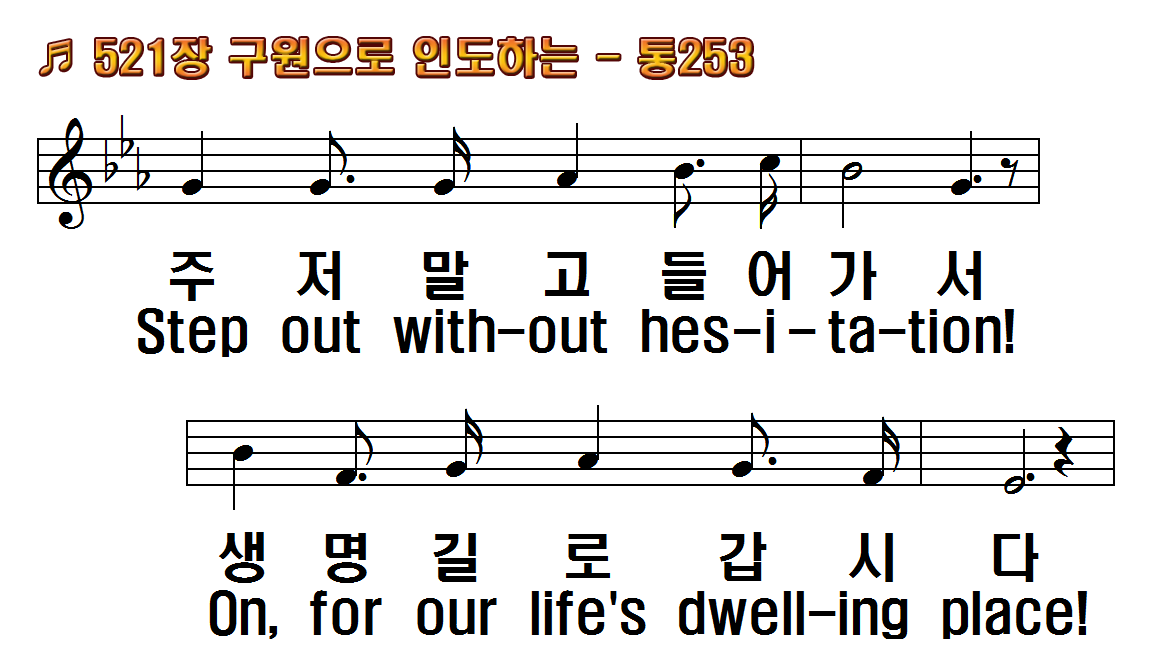 ♬ 521장 구원으로 인도하는 - 통253
주 저 말 고 들 어 가 서
Step out with-out hes-i-ta-tion!
생 명 길 로 갑 시 다
On, for our life's dwell-ing place!